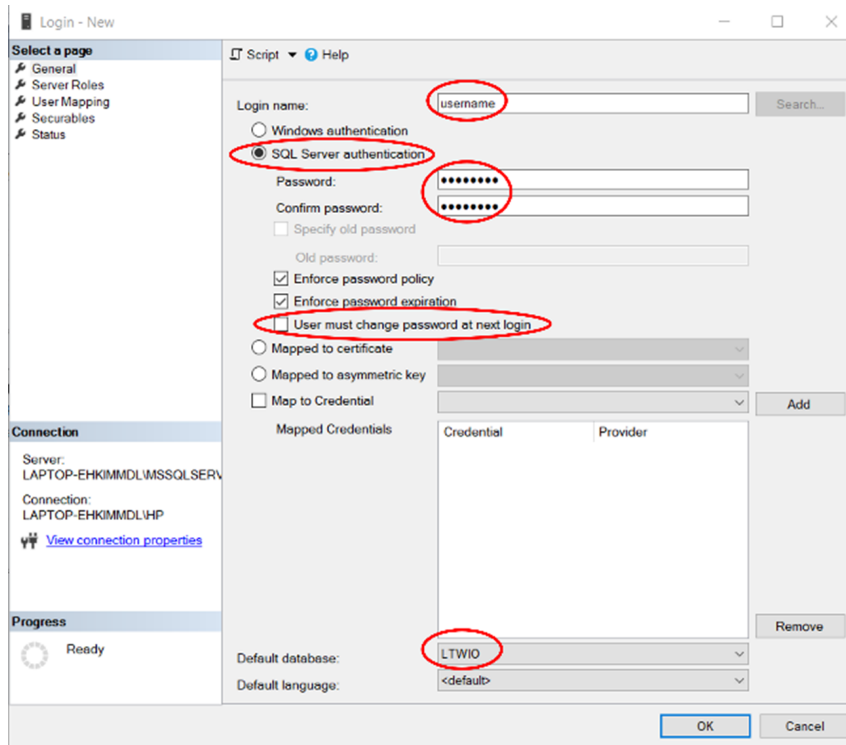 Login - New
Select a page
General
Server Roles
User Mapping
Securables
Status
Connection
Server:
LAPTOP-EHKIMMDL\MSSQLSERV
Connection:
LAPTOP-EHKIMMDL\HP
View connection properties
Progress
Ready
Script Help
Login name: username Search...
Windows authentication
SQL Server authentication
Password: ●●●●●●●●
Confirm password: ●●●●●●●●
Specify old password
Old password:
Enforce password policy
Enforce password expiration
User must change password at next login
Mapped to certificate
Mapped to asymmetric key
Map to Credential Add
Mapped Credentials Credential Provider
Remove
Default database: LTWIO
Default language: <default>
OK Cancel